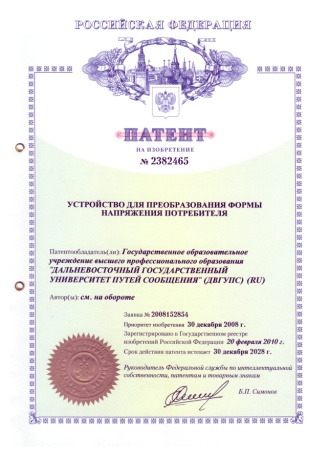 РОССИЙСКАЯ ФЕДЕРАЦИЯ
ПАТЕНТ
НА ИЗОБРЕТЕНИЕ
№ 2382465
УСТРОЙСТВО ДЛЯ ПРЕОБРАЗОВАНИЯ ФОРМЫ
НАПРЯЖЕНИЯ ПОТРЕБИТЕЛЯ
Патентообладатель(ли): Государственное образовательное
учреждение высшего профессионального образования
"ДАЛЬНЕВОСТОЧНЫЙ ГОСУДАРСТВЕННЫЙ
УНИВЕРСИТЕТ ПУТЕЙ СООБЩЕНИЯ" (ДВГУПС) (RU)
Автор(ы): см. на обороте
Заявка № 2008152854
Приоритет изобретения 30 декабря 2008 г.
Зарегистрировано в Государственном реестре
изобретений Российской Федерации 20 февраля 2010 г.
Срок действия патента истекает 30 декабря 2028 г.
Руководитель Федеральной службы по интеллектуальной
собственности, патентам и товарным знакам
Б.П. Симонов